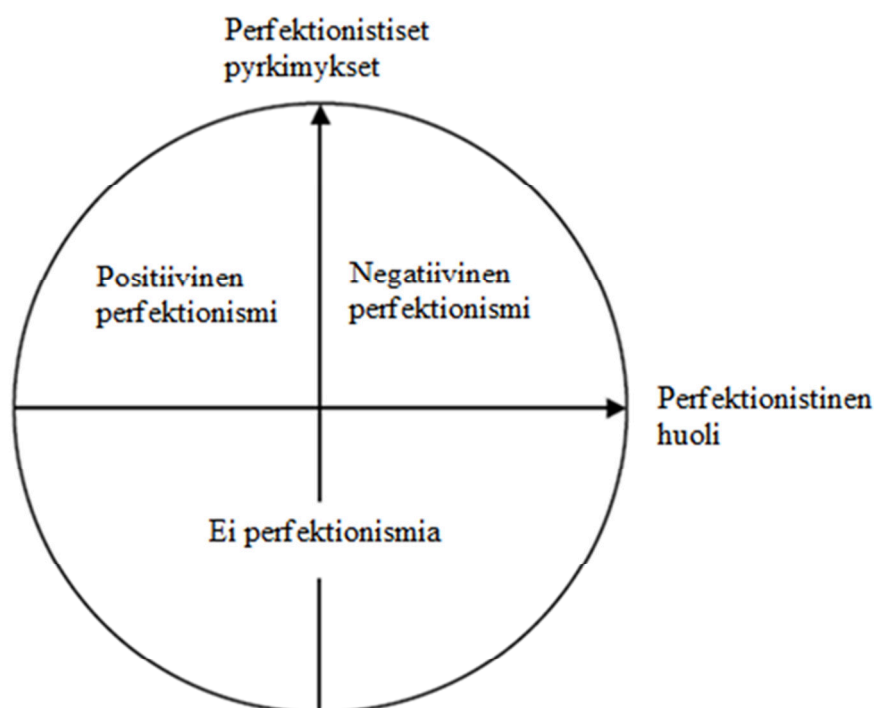 Perfektionistiset
pyrkimykset
Positiivinen
perfektionismi
Negatiivinen
perfektionismi
Perfektionistinen
huoli
Ei perfektionismia